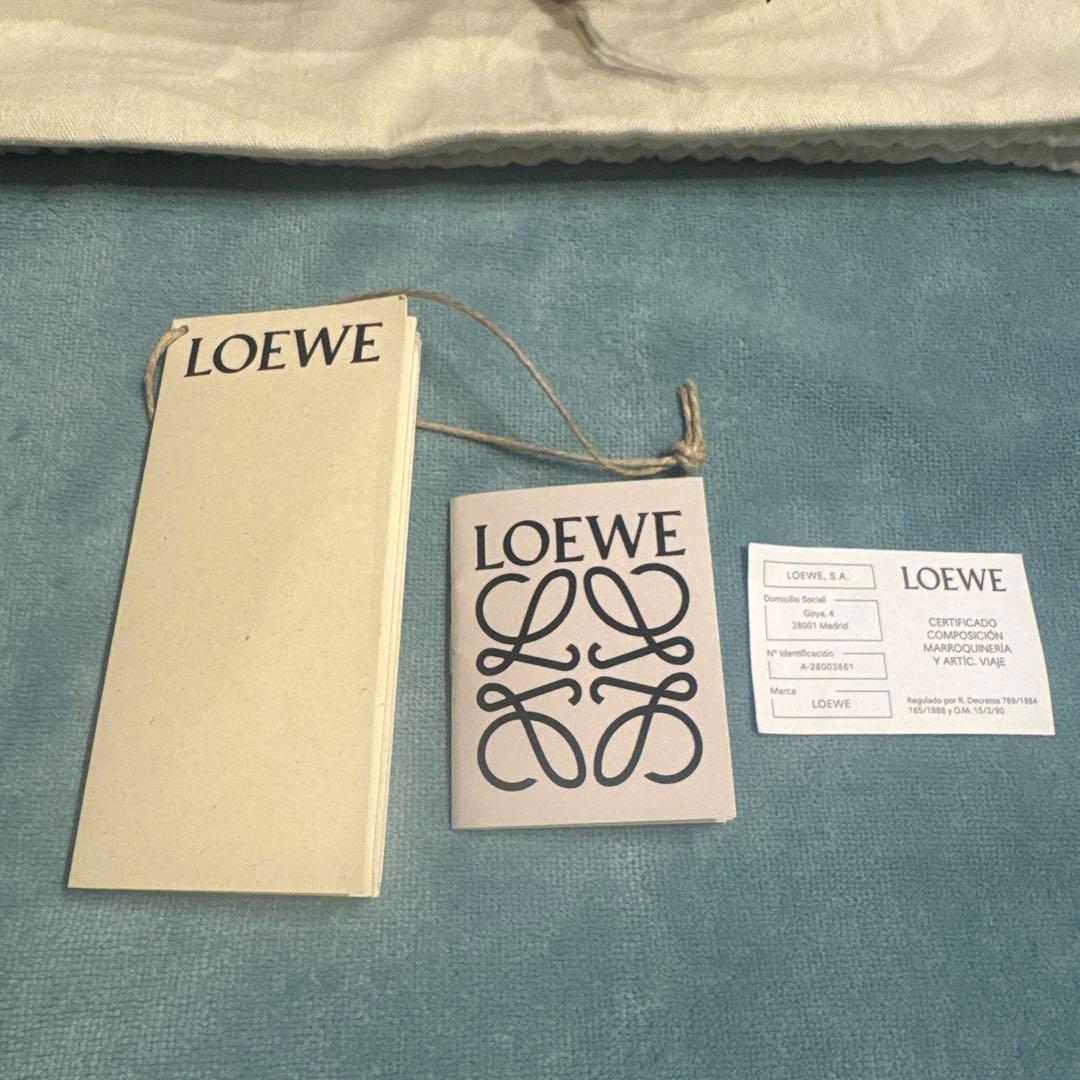 LOEWE
LOEWE
LOEWE, S.A.
Domicilio Social
Goya, 4
28001 Madrid
Nº Identificación
A-28003861
Marca
LOEWE
LOEWE
CERTIFICADO
COMPOSICIÓN
MARROQUINERÍA
Y ARTÍC. VIAJE
Regulado por R. Decretos 769/1984
165/1988 y O.M. 15/2/90